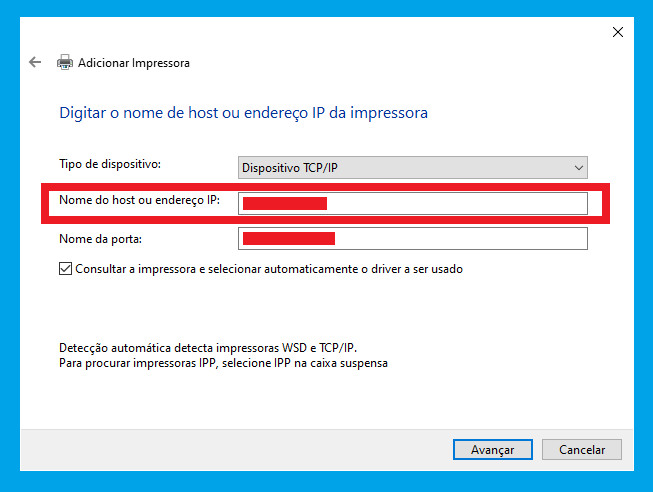 Adicionar Impressora
Digitar o nome de host ou endereço IP da impressora
Tipo de dispositivo:
Dispositivo TCP/IP
Nome do host ou endereço IP:
Nome da porta:
Consultar a impressora e selecionar automaticamente o driver a ser usado
Detecção automática detecta impressoras WSD e TCP/IP.
Para procurar impressoras IPP, selecione IPP na caixa suspensa
Avançar
Cancelar